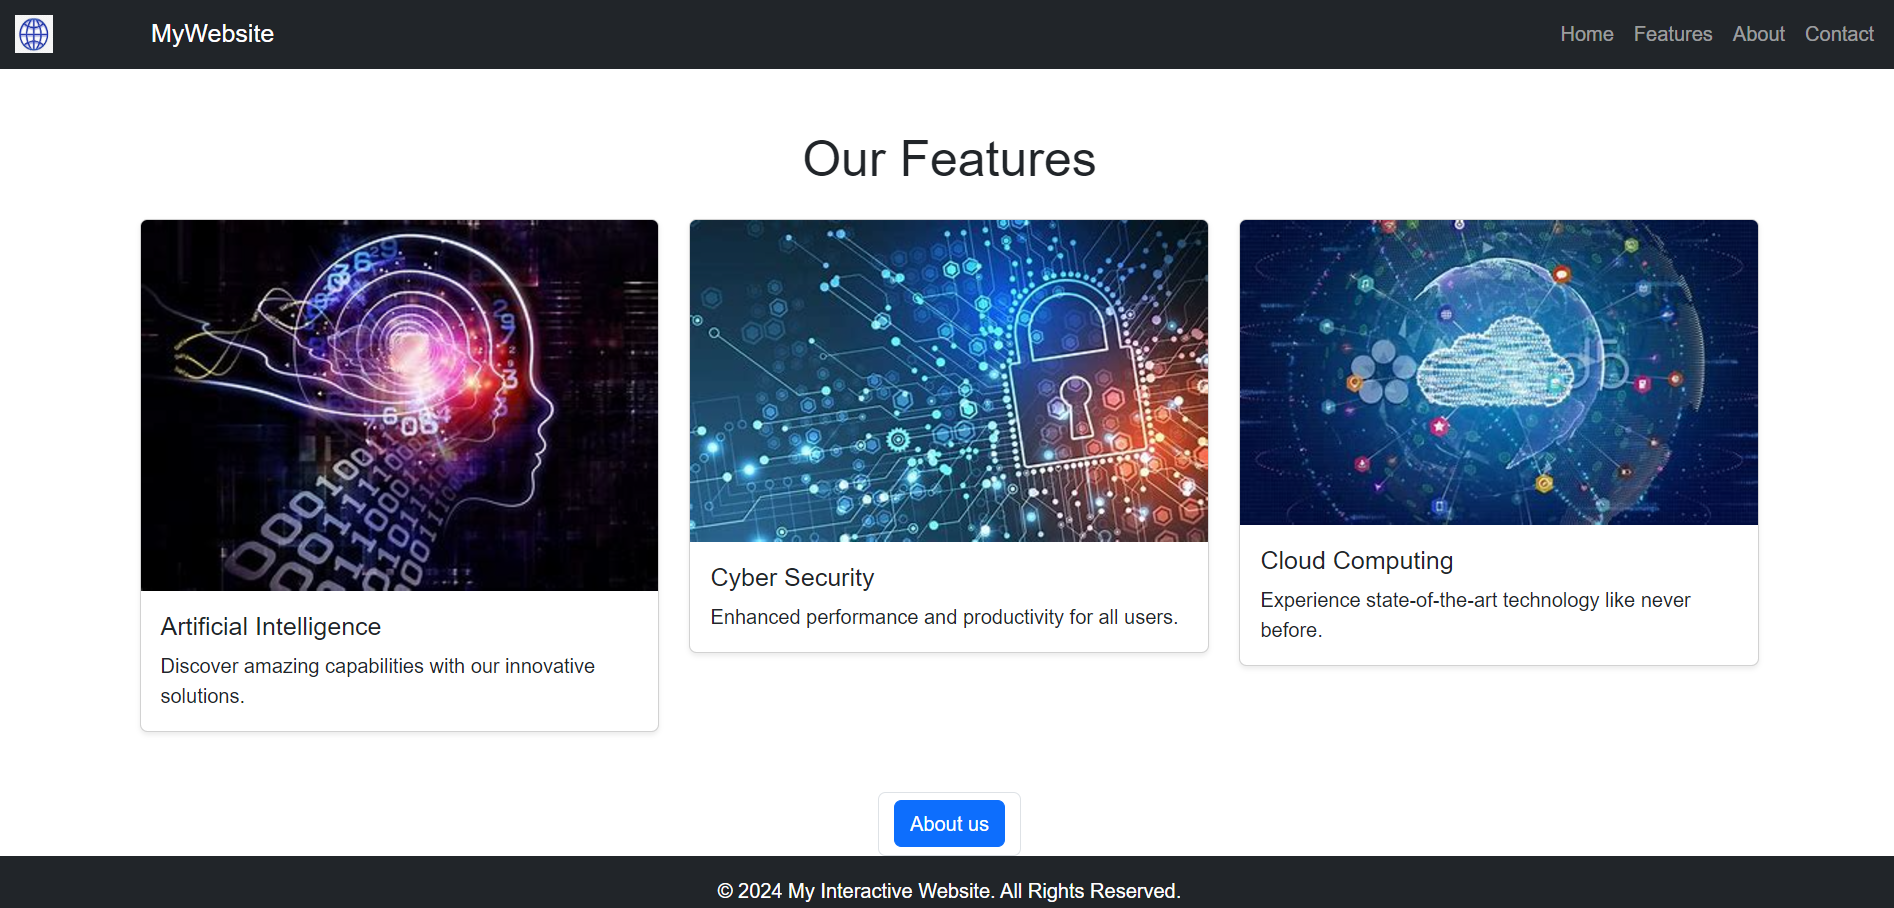 MyWebsite
Home Features About Contact
Our Features
Artificial Intelligence
Discover amazing capabilities with our innovative
solutions.
Cyber Security
Enhanced performance and productivity for all users.
Cloud Computing
Experience state-of-the-art technology like never
before.
About us
© 2024 My Interactive Website. All Rights Reserved.